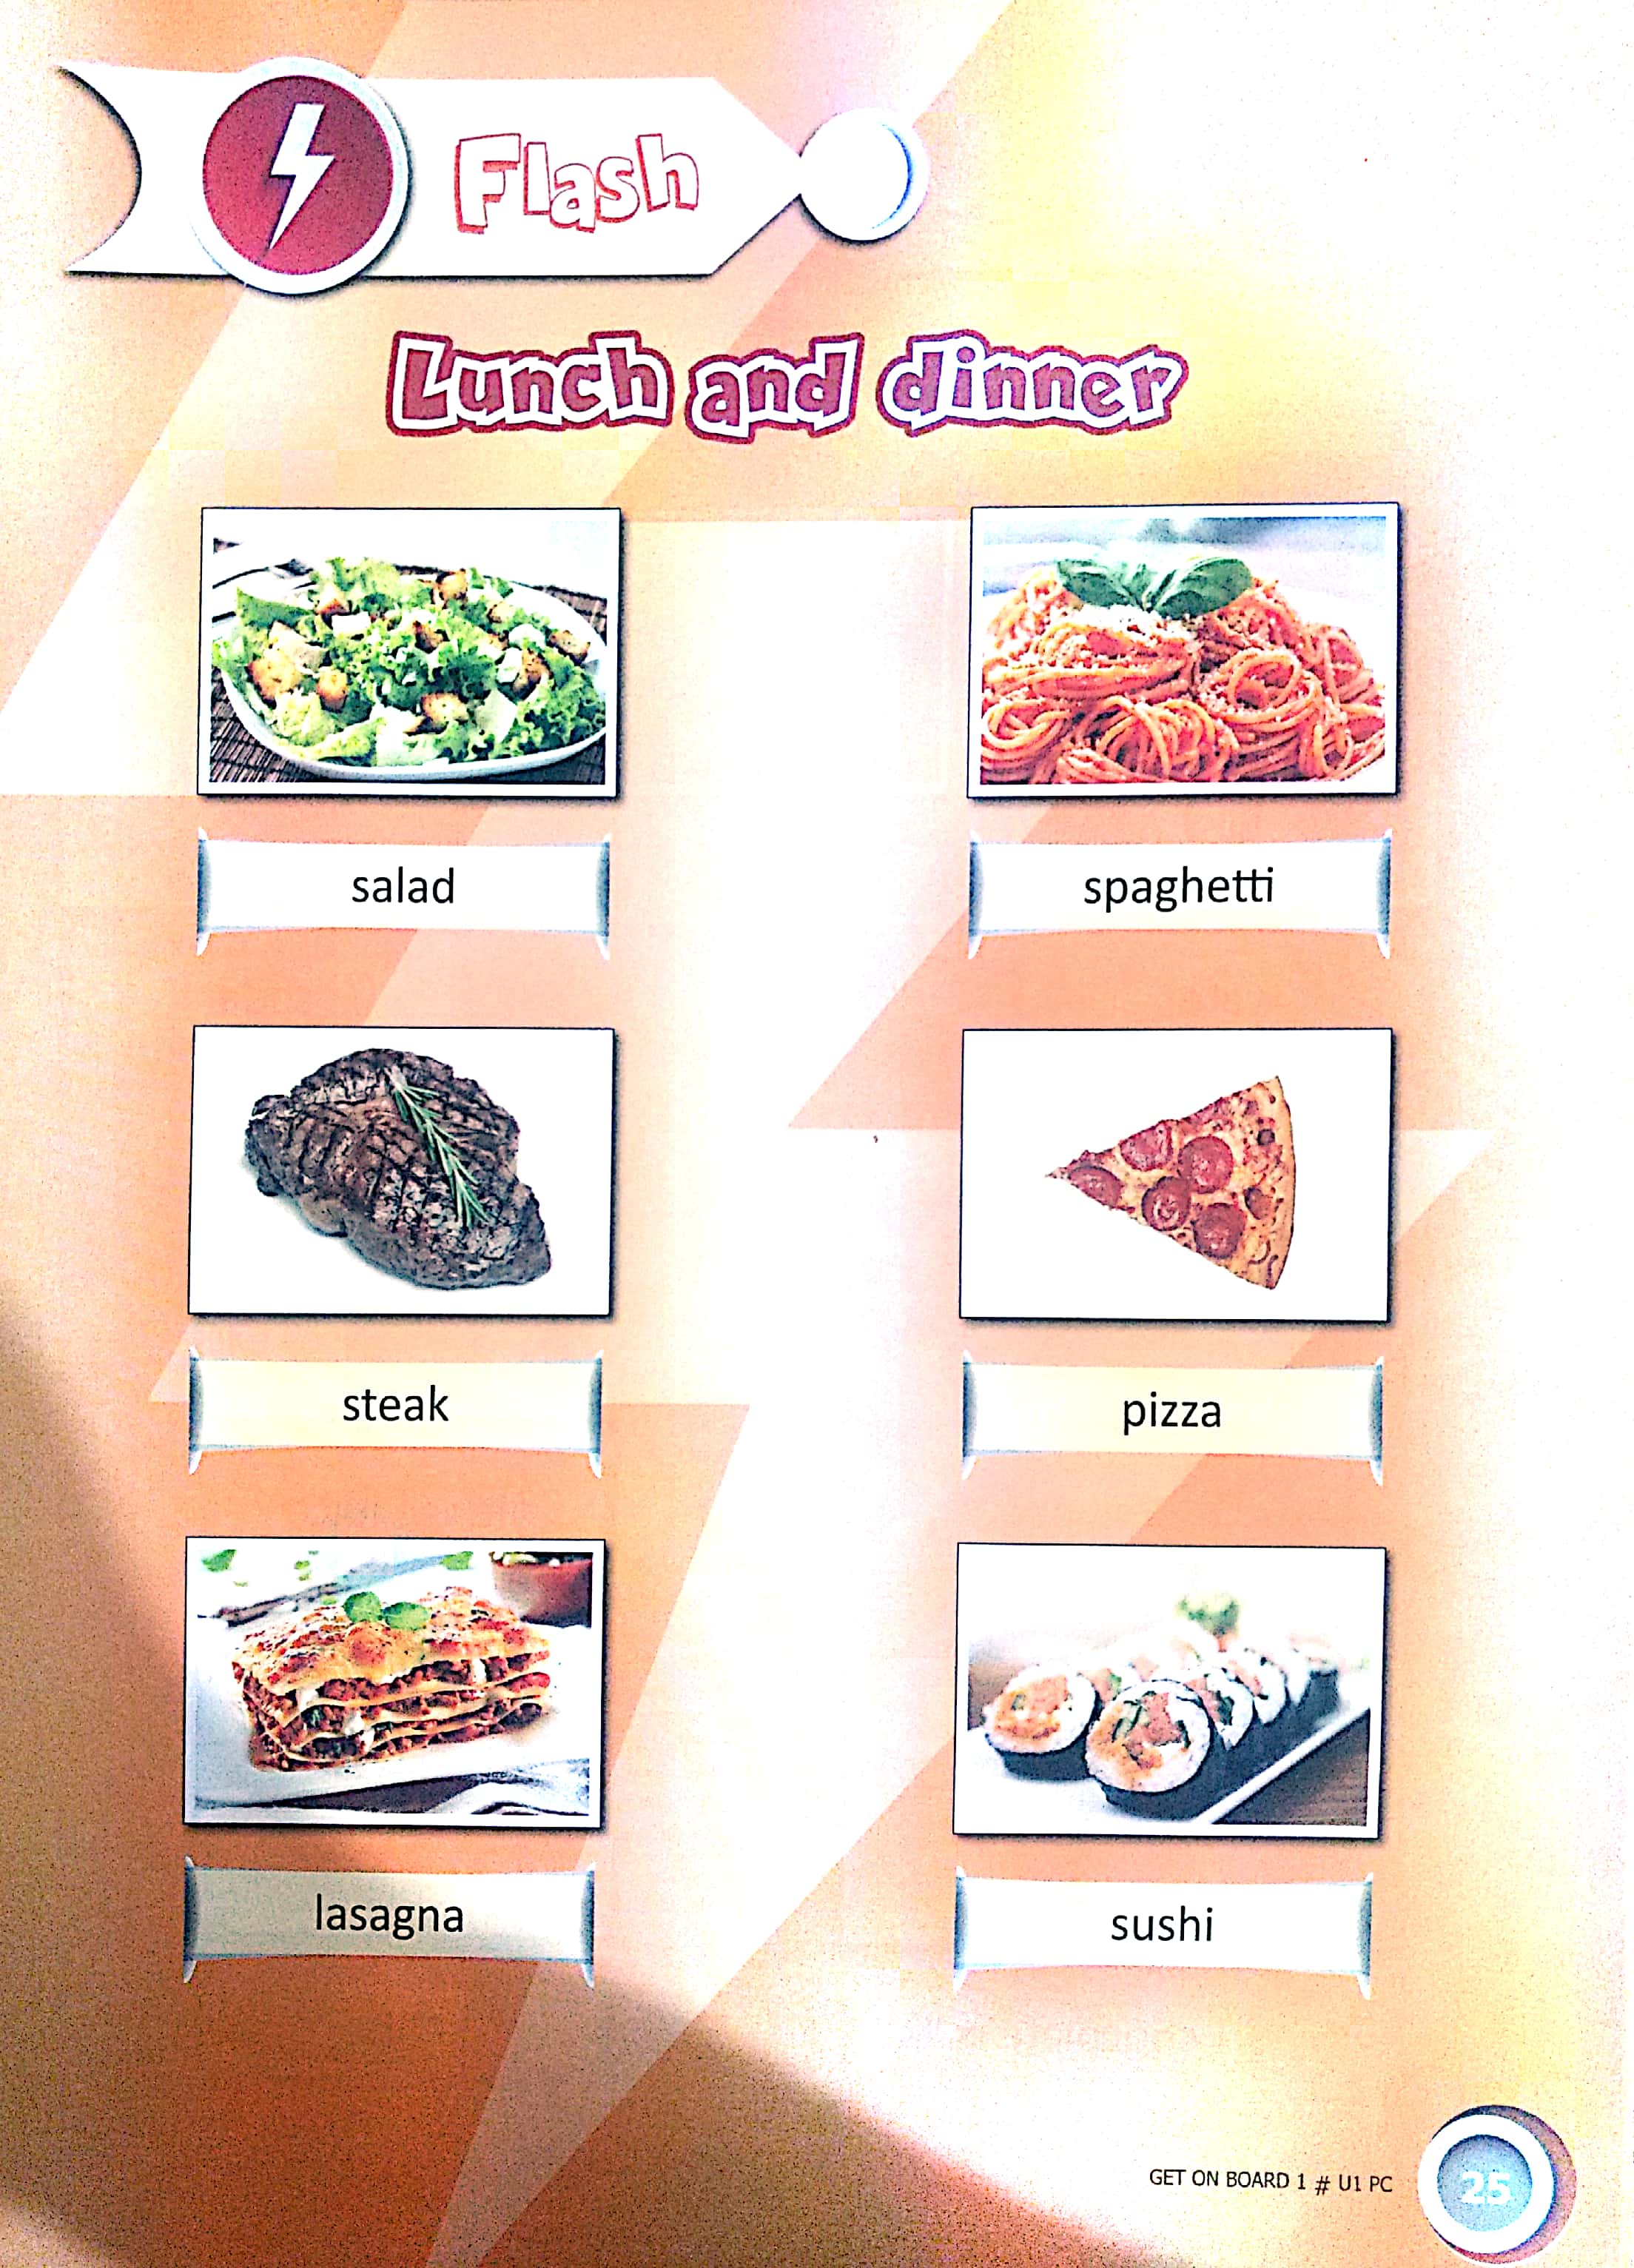 Flash
Lunch and dinner
salad
spaghetti
steak
pizza
lasagna
sushi
GET ON BOARD 1 # U1 PC
25